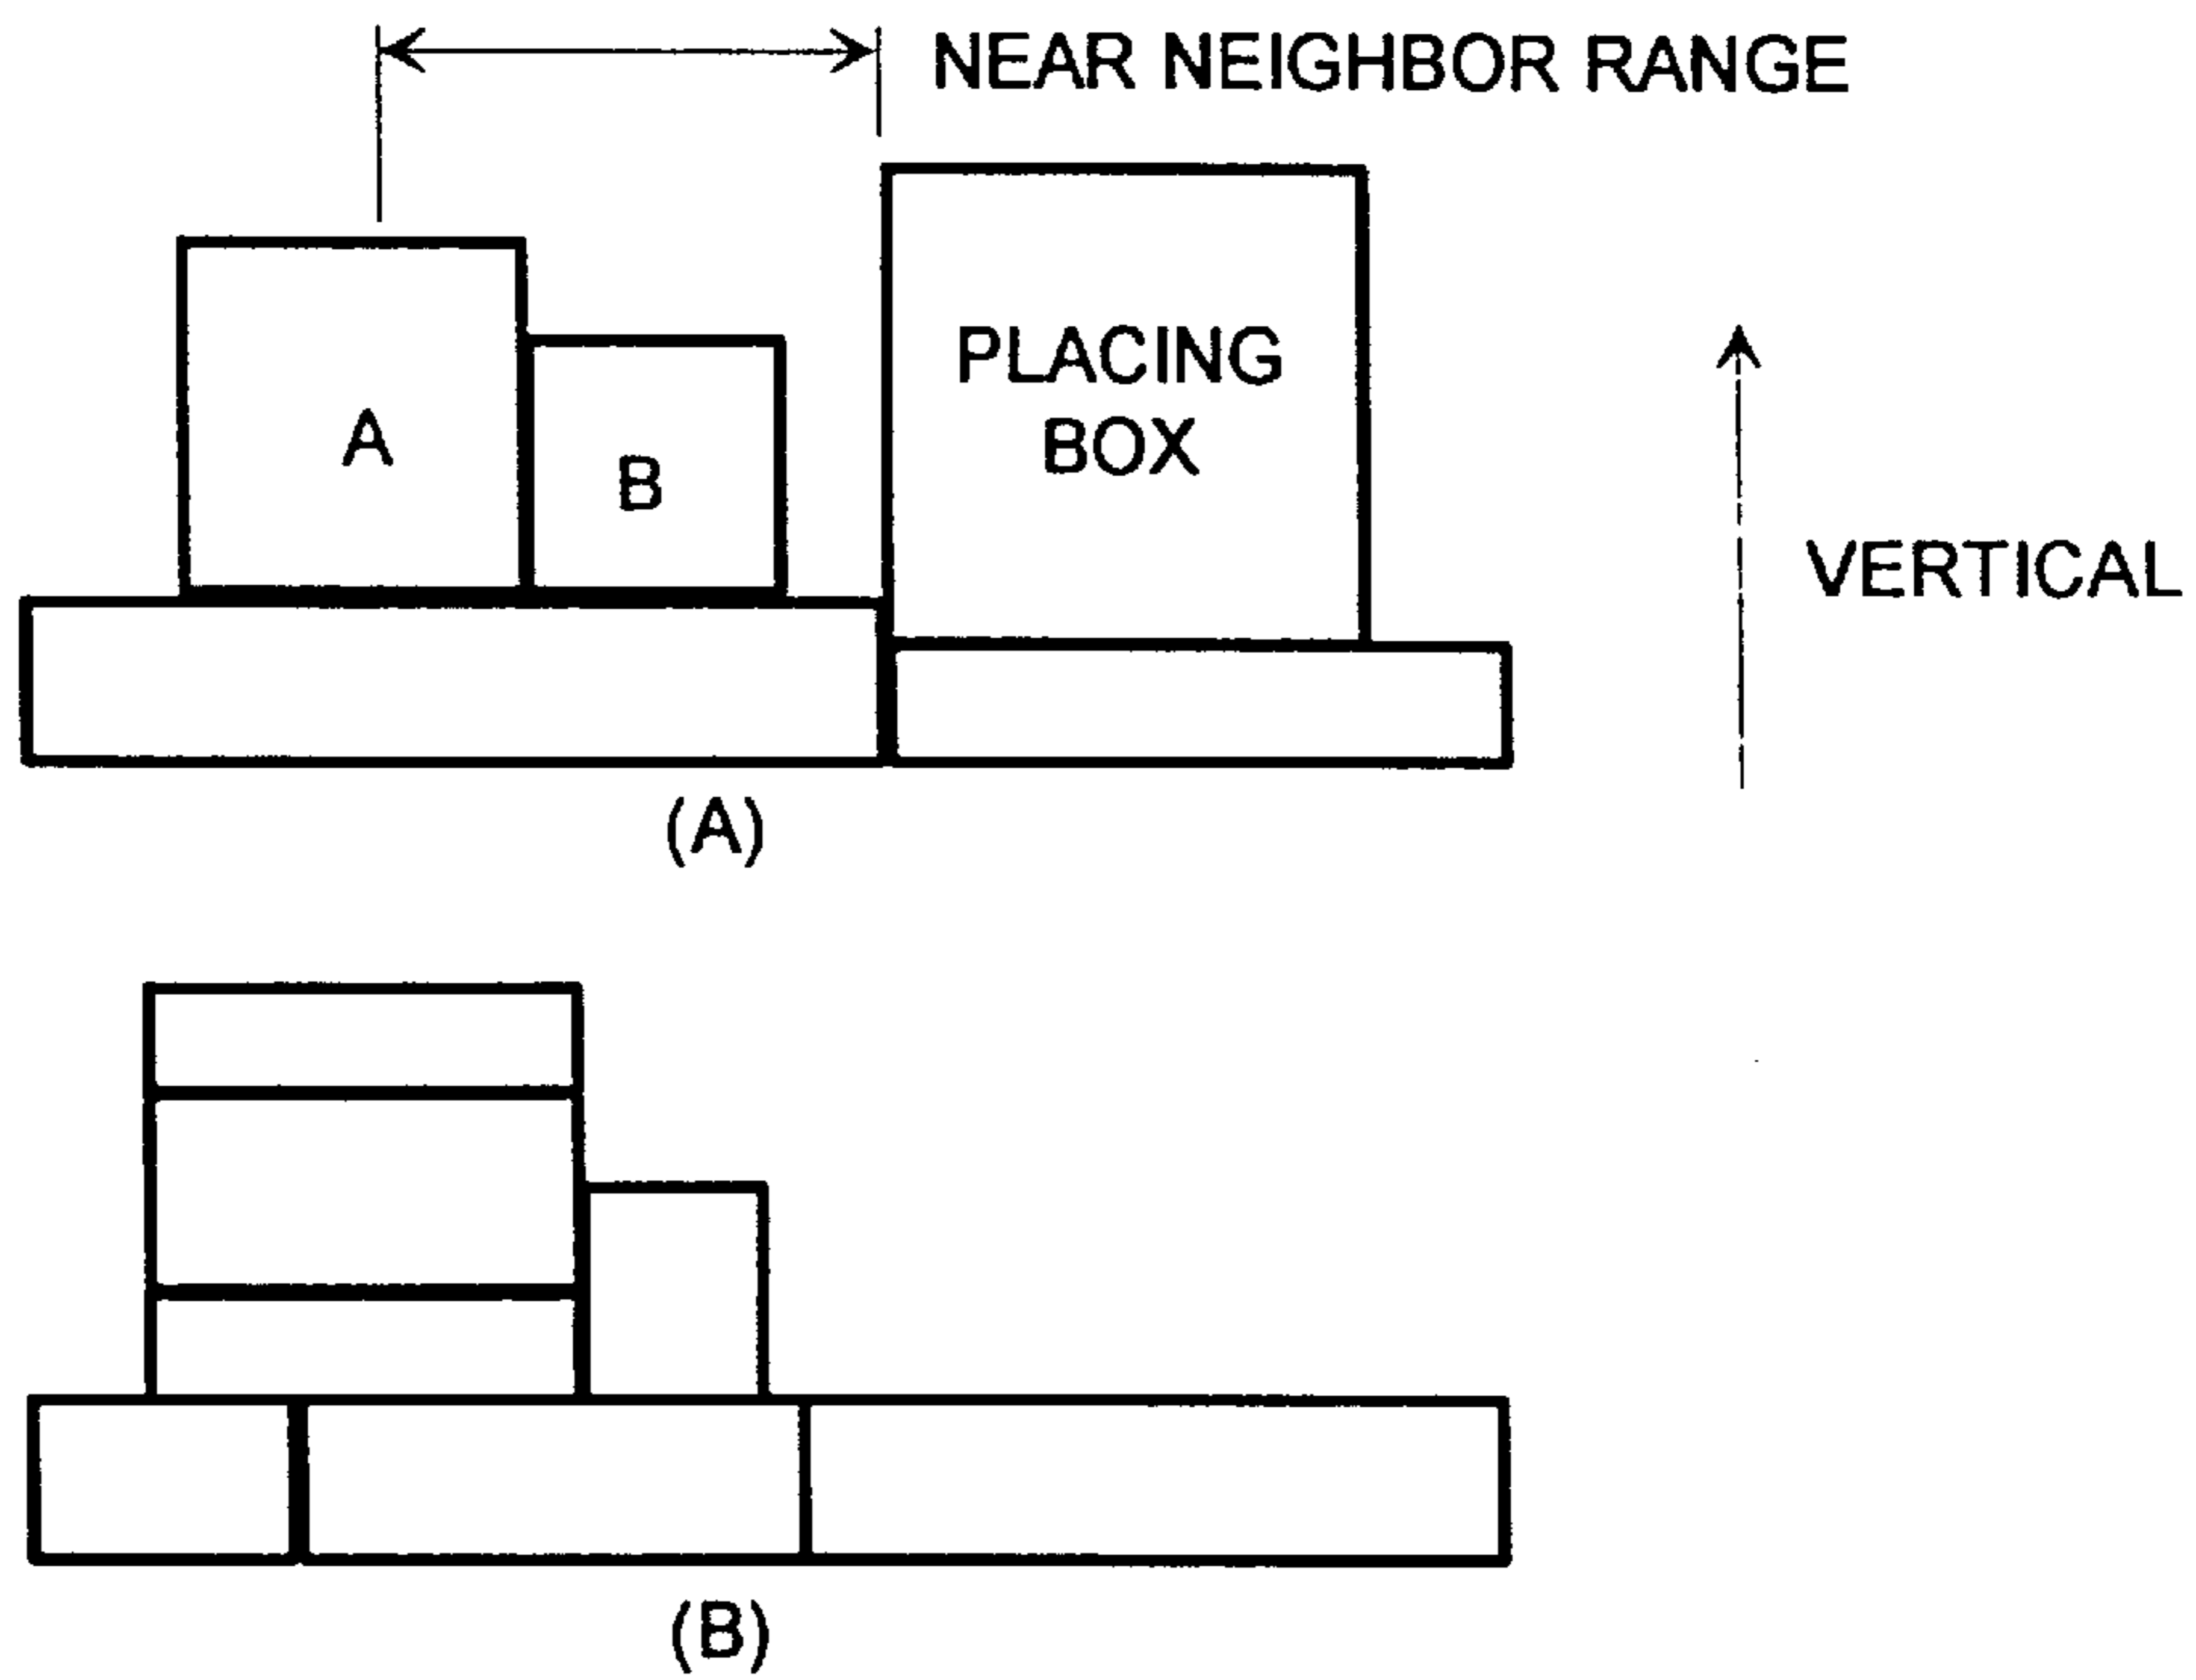 NEAR NEIGHBOR RANGE
PLACING
BOX
A
B
VERTICAL
(A)
(B)